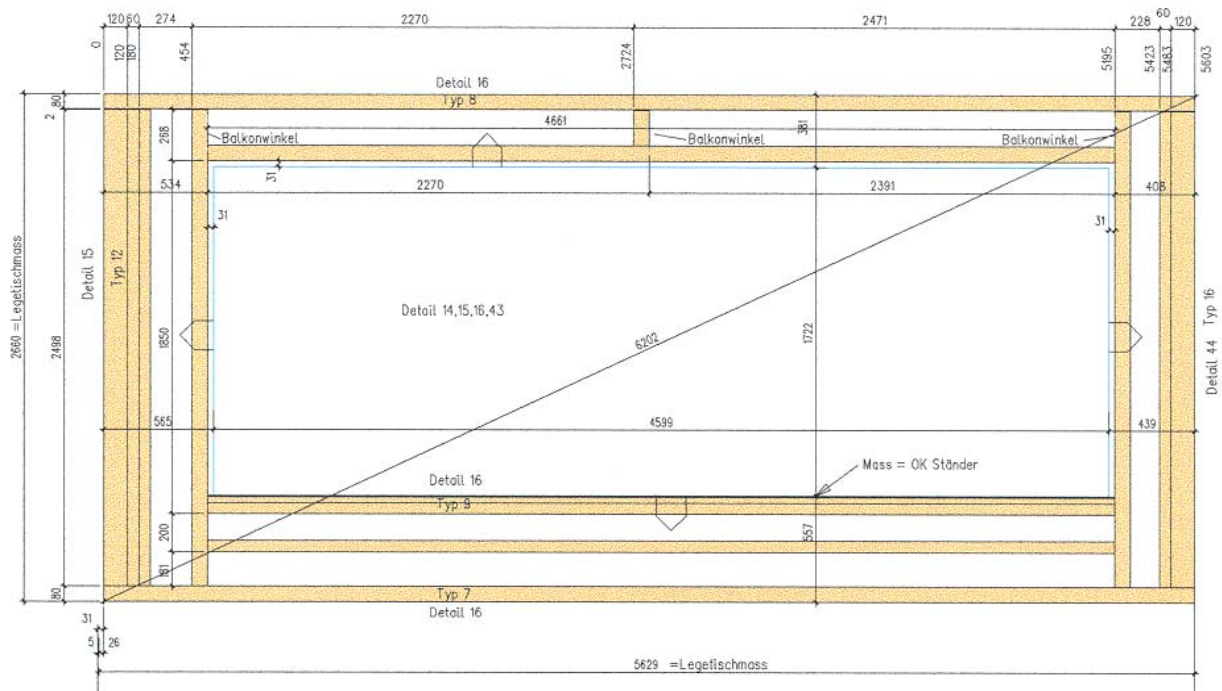 120 60 274 2270 2471 228 60 120
0 120 180 454 2724 5195 5423 5483 5603
Detail 16
Typ 8
80
2
268
4661
381
Balkonwinkel
Balkonwinkel
Balkonwinkel
31
534 2270 2391 408
31
31
Detail 15
Typ 12
Detail 14,15,16,43
2660 =Legetischmass
2498
1850
6202
1722
Detail 44 Typ 16
565 4599 439
Detail 16
Mass = OK Ständer
Typ 9
200
557
181
80
Typ 7
Detail 16
31
5 26
5629 =Legetischmass